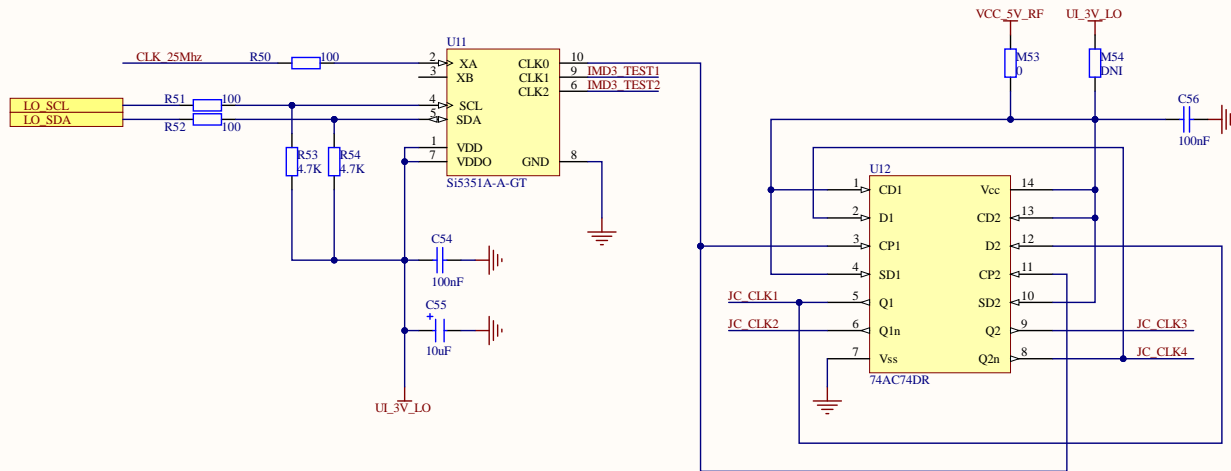 VCC_5V_RF
UI_3V_LO
U11
CLK_25Mhz
R50
100
2
XA
CLK0
10
M53
0
M54
DNI
3
XB
CLK1
9
IMD3_TEST1
CLK2
6
IMD3_TEST2
LO_SCL
R51
100
4
SCL
C56
100nF
LO_SDA
R52
100
5
SDA
R53
4.7K
R54
4.7K
1
VDD
7
VDDO
GND
8
Si5351A-A-GT
U12
1
CD1
Vcc
14
2
D1
CD2
13
3
CP1
D2
12
4
SD1
CP2
11
JC_CLK1
5
Q1
SD2
10
JC_CLK2
6
Q1n
Q2
9
JC_CLK3
7
Vss
Q2n
8
JC_CLK4
74AC74DR
C54
100nF
C55
+
10uF
UI_3V_LO